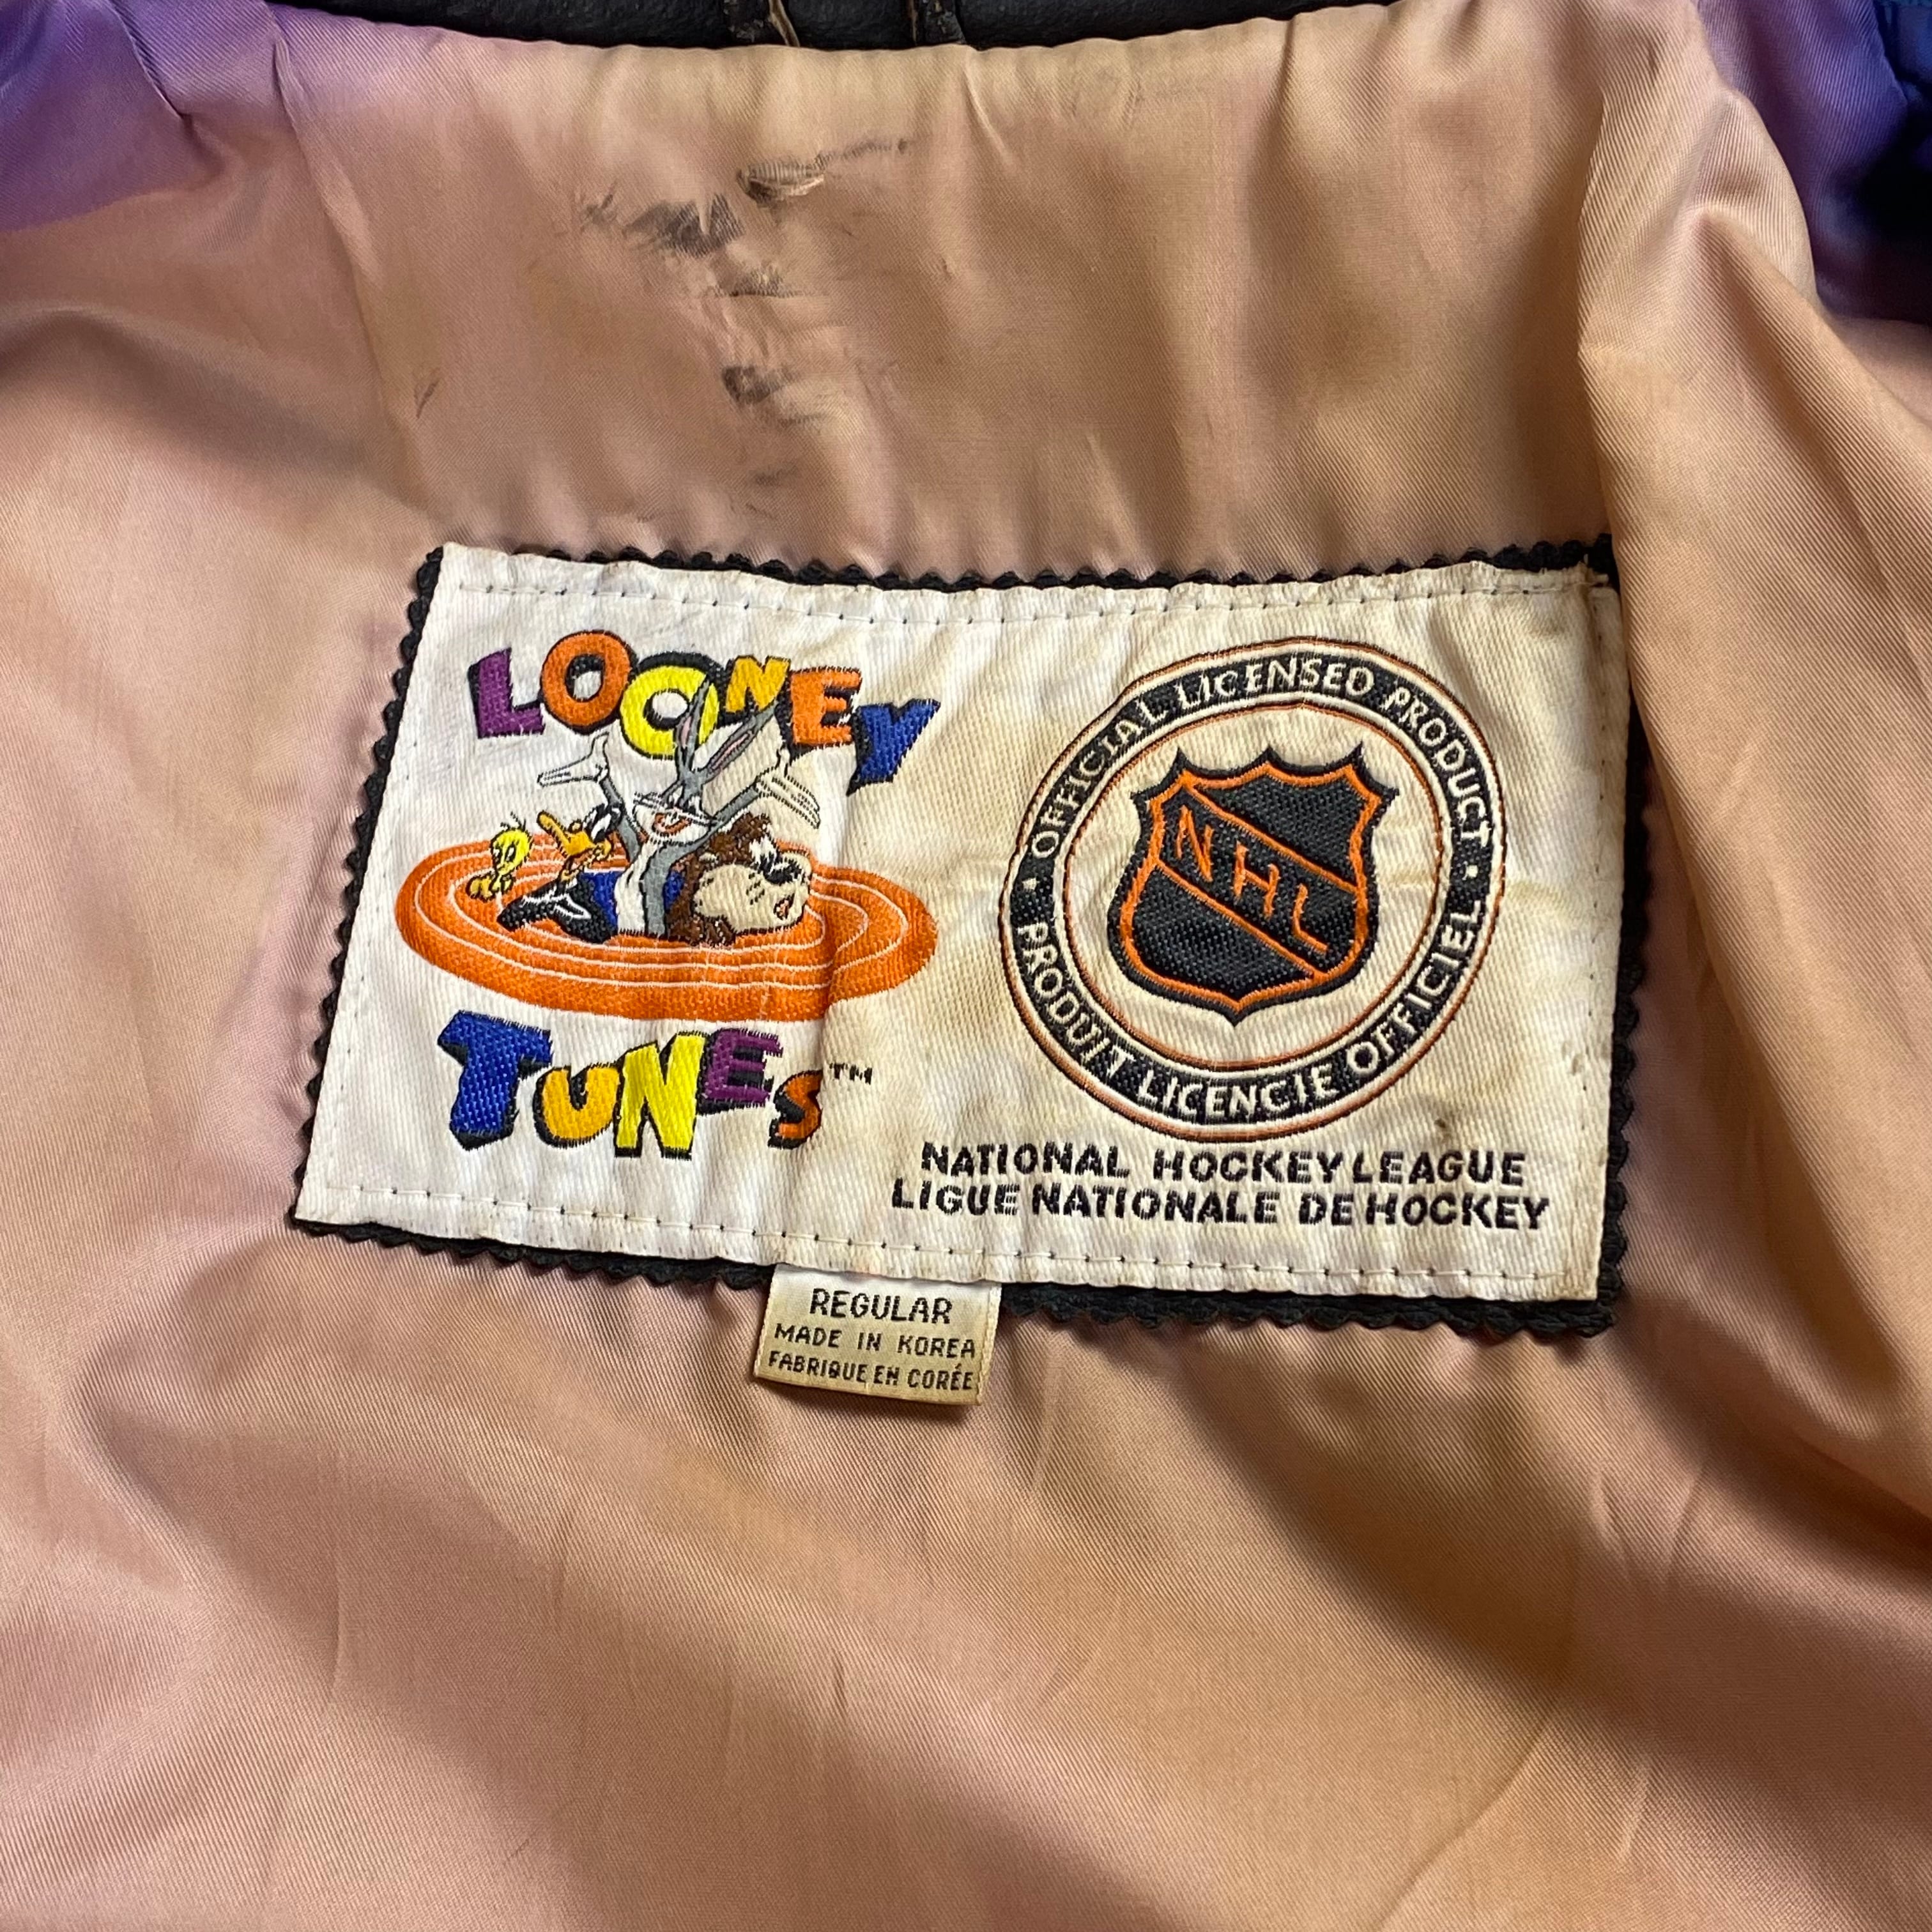 LOONEY
TUNES™
• OFFICIAL LICENSED PRODUCT •
NHL
PRODUIT LICENCIE OFFICIEL
NATIONAL HOCKEY LEAGUE
LIGUE NATIONALE DE HOCKEY
REGULAR
MADE IN KOREA
FABRIQUE EN CORÉE